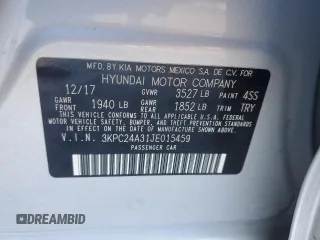 MFD. BY KIA MOTORS MEXICO S.A. DE C.V. FOR
HYUNDAI MOTOR COMPANY
12/17 GVWR 3527 LB PAINT 4SS
GAWR FRONT 1940 LB GAWR REAR 1852 LB TRIM TRY
THIS VEHICLE CONFORMS TO ALL APPLICABLE
FEDERAL MOTOR VEHICLE SAFETY, BUMPER, AND
THEFT PREVENTION STANDARDS IN EFFECT ON THE
DATE OF MANUFACTURE SHOWN ABOVE.
V.I.N. 3KPC24A31JE015459
PASSENGER CAR
DREAMBID